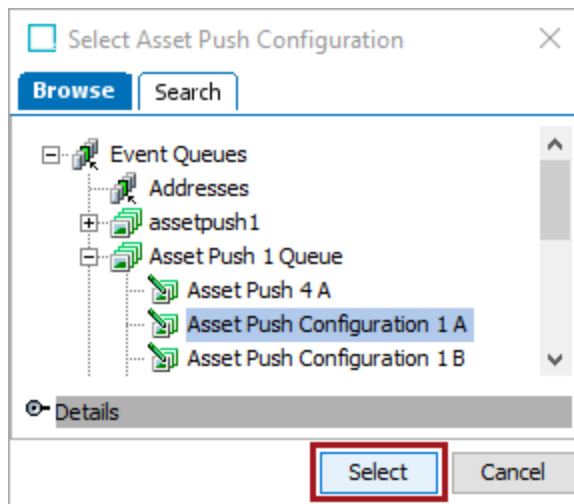 Select Asset Push Configuration
Browse Search
Event Queues
Addresses
assetpush1
Asset Push 1 Queue
Asset Push 4 A
Asset Push Configuration 1 A
Asset Push Configuration 1 B
Details
Select Cancel